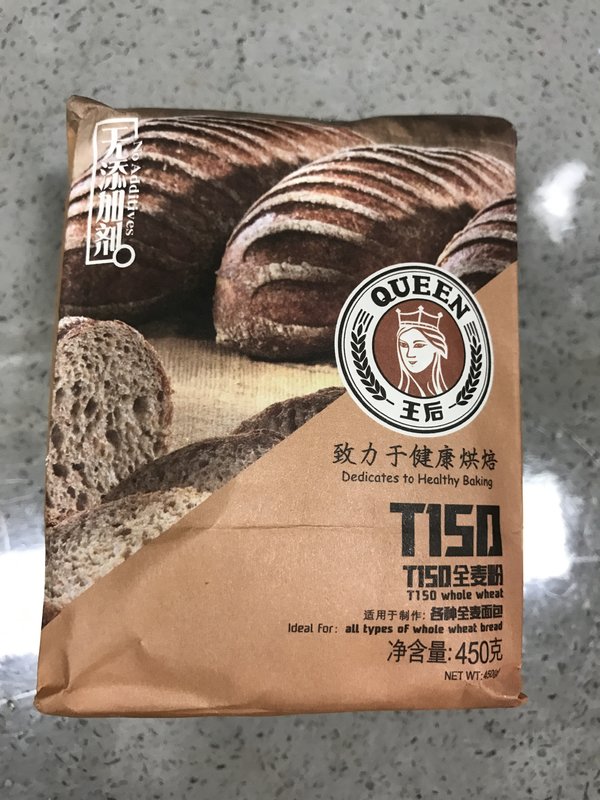 无添加剂
No Additives
QUEEN
王后
致力于健康烘焙
Dedicates to Healthy Baking
T150
T150全麦粉
T150 whole wheat
适用于制作：各种全麦面包
Ideal For: all types of whole wheat bread
净含量:450克
NET WT:450g